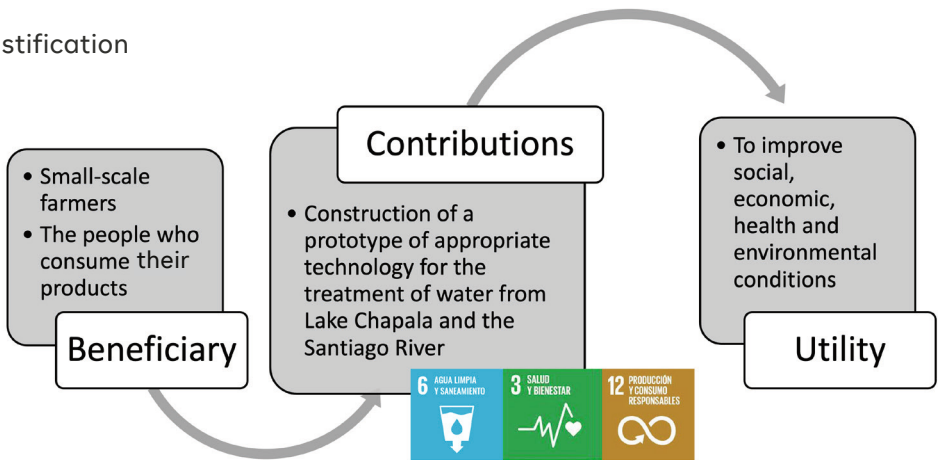 stification
• Small-scale
farmers
• The people who
consume their
products
Beneficiary
Contributions
• Construction of a
prototype of appropriate
technology for the
treatment of water from
Lake Chapala and the
Santiago River
6 AGUA LIMPIA
Y SANEAMIENTO
3 SALUD
Y BIENESTAR
12 PRODUCCIÓN
Y CONSUMO
RESPONSABLES
• To improve
social,
economic,
health and
environmental
conditions
Utility